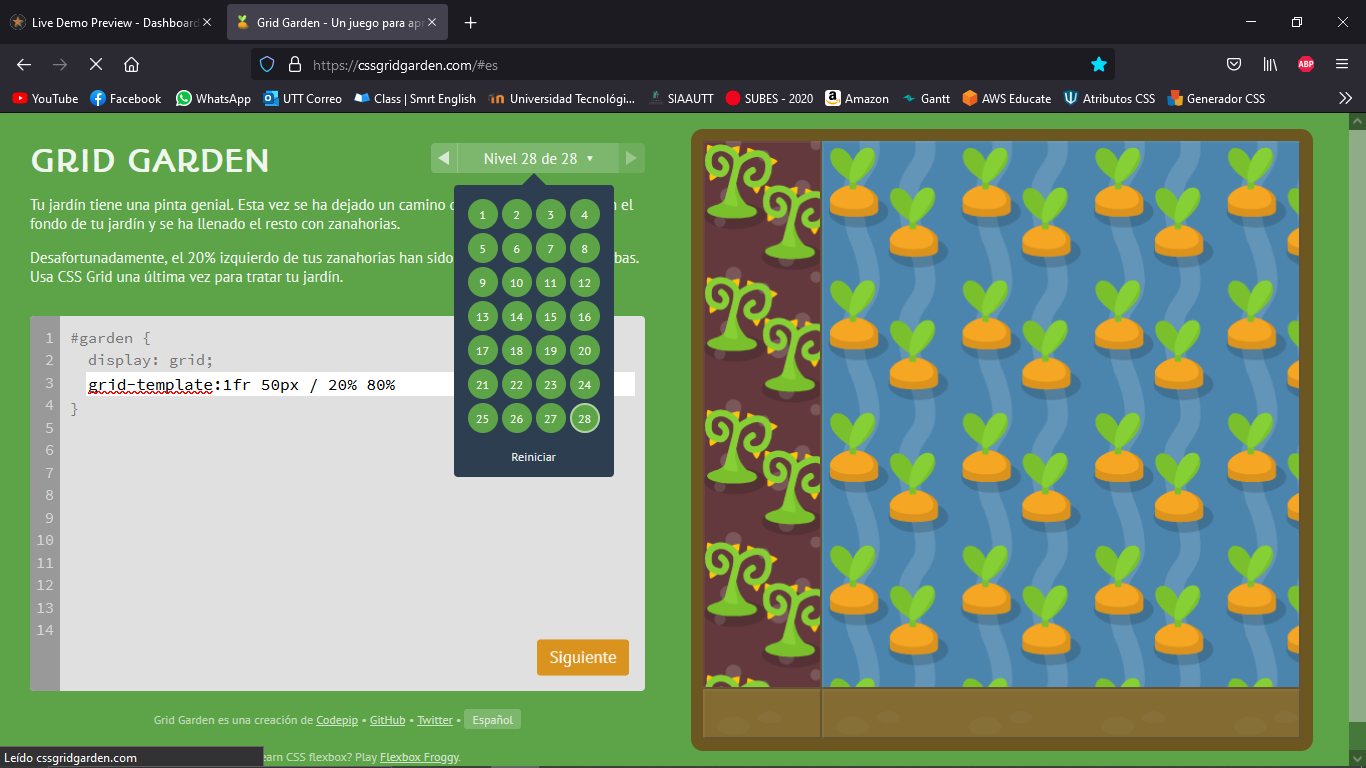 Live Demo Preview - Dashboard
Grid Garden - Un juego para apr
https://cssgridgarden.com/#es
ABP
YouTube
Facebook
WhatsApp
UTT Correo
Class | Smrt English
Universidad Tecnológi...
SIAAUTT
SUBES - 2020
Amazon
Gantt
AWS Educate
Atributos CSS
Generador CSS
GRID GARDEN
Nivel 28 de 28
Tu jardín tiene una pinta genial. Esta vez se ha dejado un camino n el
fondo de tu jardín y se ha llenado el resto con zanahorias.
Desafortunadamente, el 20% izquierdo de tus zanahorias han sido bas.
Usa CSS Grid una última vez para tratar tu jardín.
1 2 3 4
5 6 7 8
9 10 11 12
13 14 15 16
17 18 19 20
21 22 23 24
25 26 27 28
Reiniciar
1 #garden {
2 display: grid;
3 grid-template:1fr 50px / 20% 80%
4 }
5
6
7
8
9
10
11
12
13
14
Siguiente
Grid Garden es una creación de Codepip • GitHub • Twitter • Español
earn CSS flexbox? Play Flexbox Froggy.
Leído cssgridgarden.com